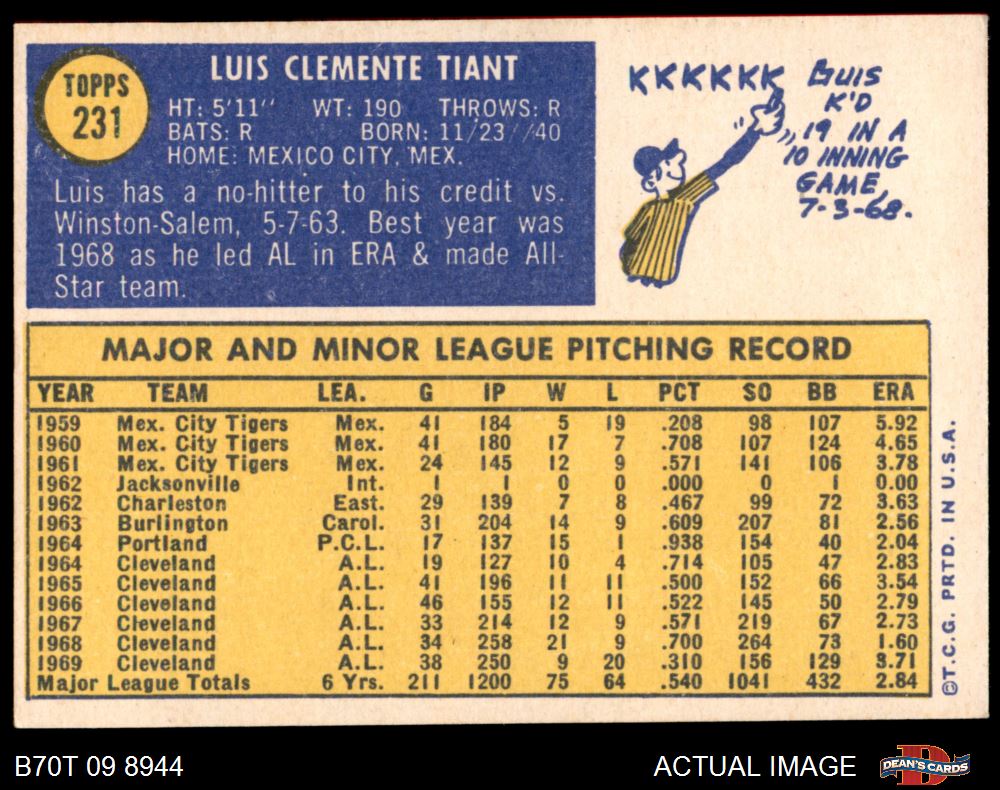 TOPPS
231
LUIS CLEMENTE TIANT
HT: 5'11" WT: 190 THROWS: R
BATS: R BORN: 11/23/40
HOME: MEXICO CITY, MEX.
Luis has a no-hitter to his credit vs.
Winston-Salem, 5-7-63. Best year was
1968 as he led AL in ERA & made All-
Star team.
KKKKKK
LUIS
K'D
19 IN A
10 INNING
GAME,
7-3-68.
MAJOR AND MINOR LEAGUE PITCHING RECORD
YEAR TEAM LEA. G IP W L PCT SO BB ERA
1959 Mex. City Tigers Mex. 41 184 5 19 .208 98 107 5.92
1960 Mex. City Tigers Mex. 41 180 17 7 .708 107 124 4.65
1961 Mex. City Tigers Mex. 24 145 12 9 .571 141 106 3.78
1962 Jacksonville Int. 1 1 0 0 .000 0 1 0.00
1962 Charleston East. 29 139 7 8 .467 99 72 3.63
1963 Burlington Carol. 31 204 14 9 .609 207 81 2.56
1964 Portland P.C.L. 17 137 15 1 .938 154 40 2.04
1964 Cleveland A.L. 19 127 10 4 .714 105 47 2.83
1965 Cleveland A.L. 41 196 11 11 .500 152 66 3.54
1966 Cleveland A.L. 46 155 12 11 .522 145 50 2.79
1967 Cleveland A.L. 33 214 12 9 .571 219 67 2.73
1968 Cleveland A.L. 34 258 21 9 .700 264 73 1.60
1969 Cleveland A.L. 38 250 9 20 .310 156 129 3.71
Major League Totals 6 Yrs. 211 1200 75 64 .540 1041 432 2.84
©T.C.G. PRTD. IN U.S.A.
B70T 09 8944
ACTUAL IMAGE
DEAN'S CARDS